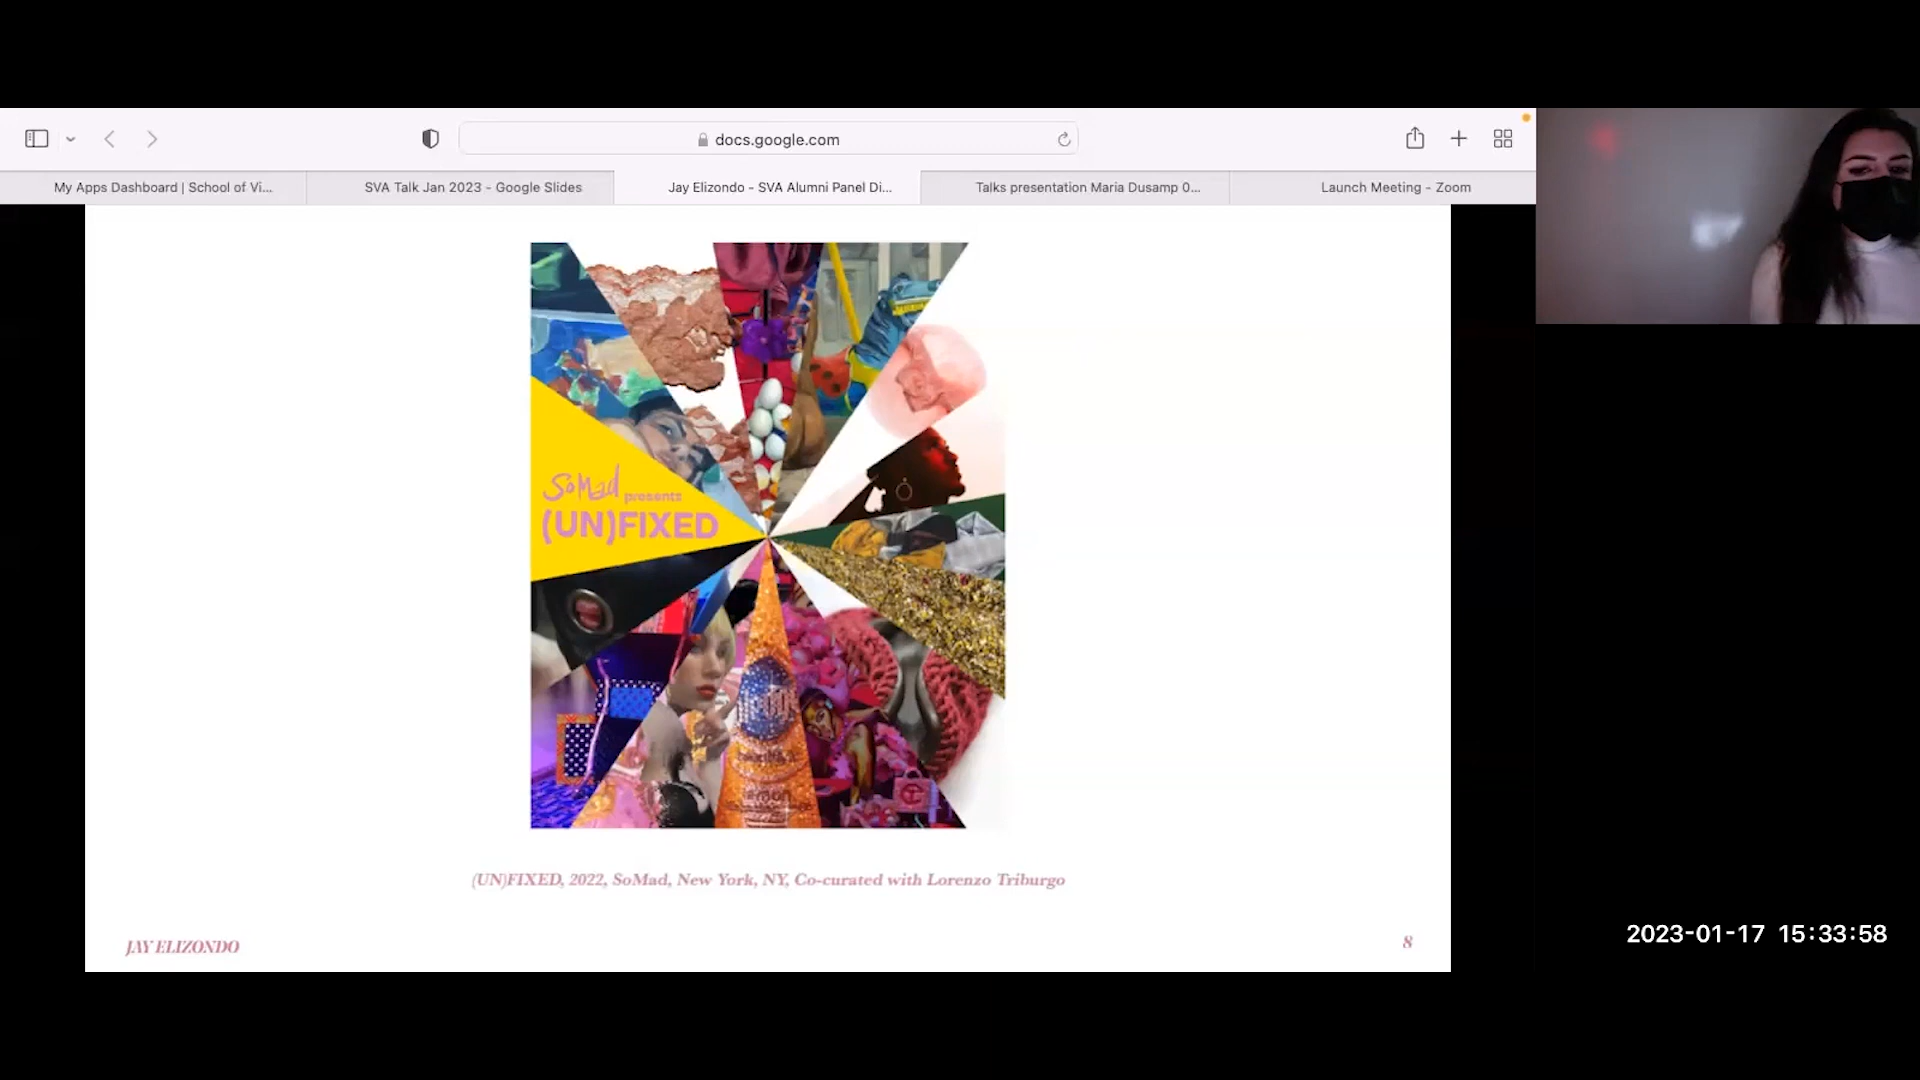 docs.google.com
My Apps Dashboard | School of Vi...
SVA Talk Jan 2023 - Google Slides
Jay Elizondo - SVA Alumni Panel Di...
Talks presentation Maria Dusamp 0...
Launch Meeting - Zoom
SoMad presents
(UN)FIXED
(UN)FIXED, 2022, SoMad, New York, NY, Co-curated with Lorenzo Triburgo
JAY ELIZONDO
8
2023-01-17 15:33:58